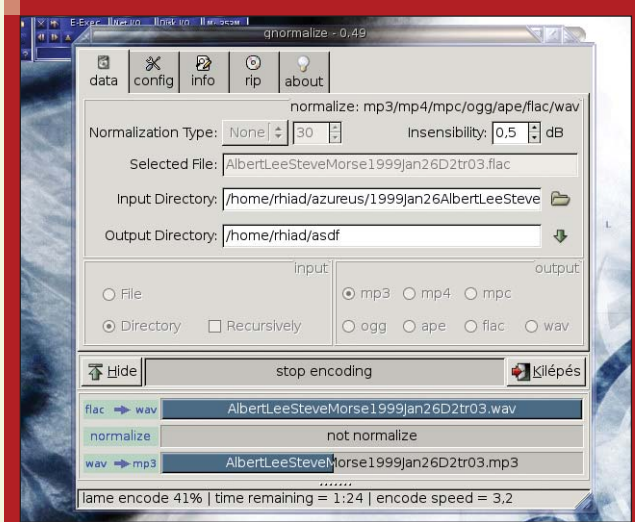 E-Exec Net I/O Disk I/O
gnormalize - 0.49
data config info rip about
normalize: mp3/mp4/mpc/ogg/ape/flac/wav
Normalization Type: None 30 Insensibility: 0,5 dB
Selected File: AlbertLeeSteveMorse1999Jan26D2tr03.flac
Input Directory: /home/rhiad/azureus/1999Jan26AlbertLeeSteve
Output Directory: /home/rhiad/asdf
input output
File mp3 mp4 mpc
Directory Recursively ogg ape flac wav
Hide stop encoding Kilépés
flac wav AlbertLeeSteveMorse1999Jan26D2tr03.wav
normalize not normalize
wav mp3 AlbertLeeSteveMorse1999Jan26D2tr03.mp3
lame encode 41% | time remaining = 1:24 | encode speed = 3,2